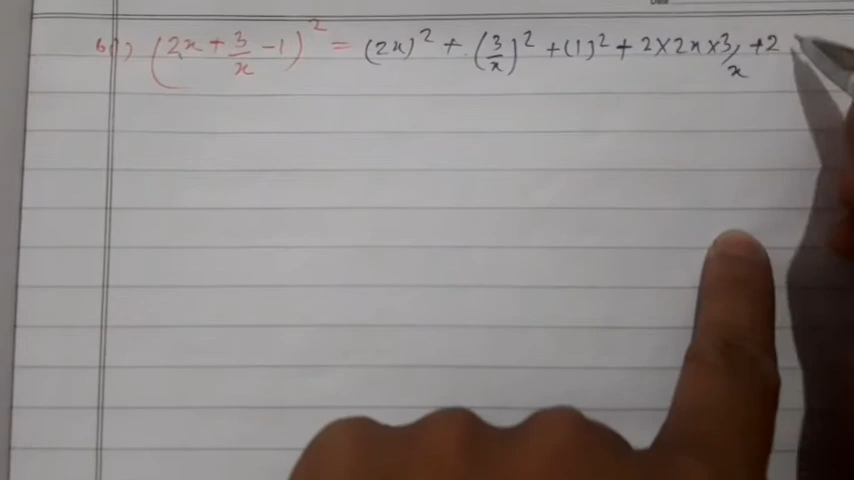 6) (2x + 3/x - 1)² = (2x)² + (3/x)² + (1)² + 2 × 2x × 3/x + 2